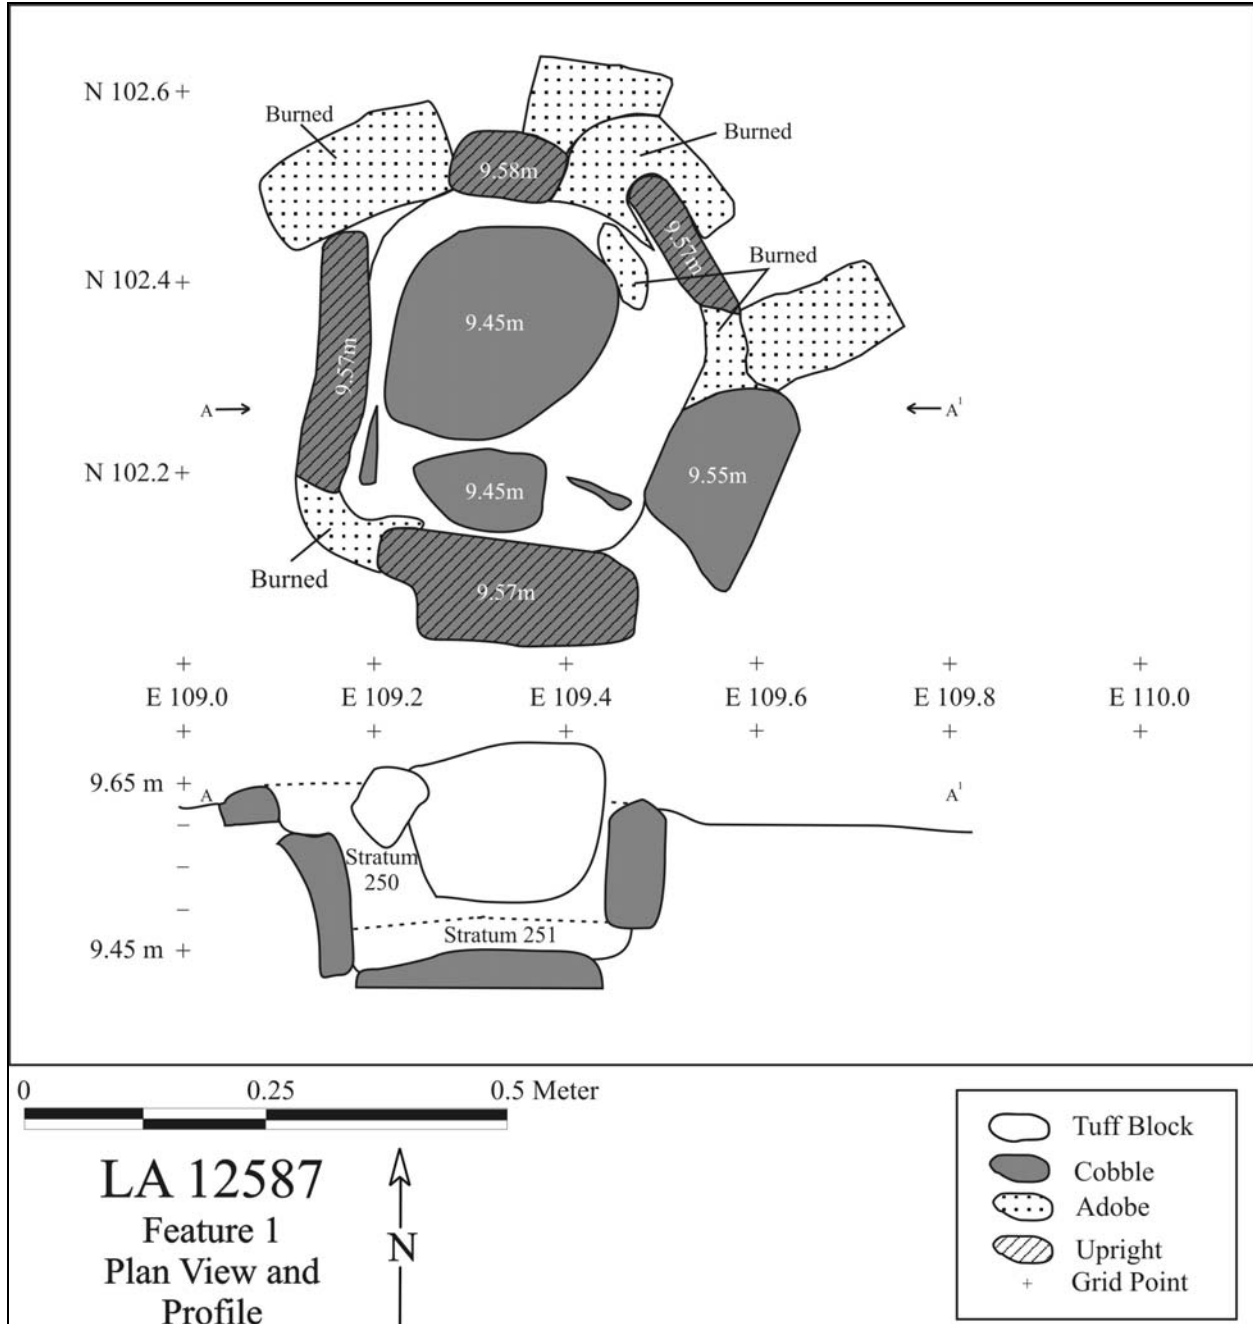 N 102.6
Burned
Burned
9.58m
9.57m
Burned
N 102.4
9.45m
9.57m
A
A1
N 102.2
9.45m
9.55m
Burned
9.57m
E 109.0 E 109.2 E 109.4 E 109.6 E 109.8 E 110.0
9.65 m
A
A1
Stratum
250
Stratum 251
9.45 m
0 0.25 0.5 Meter
LA 12587
Feature 1
Plan View and
Profile
N
Tuff Block
Cobble
Adobe
Upright
+ Grid Point